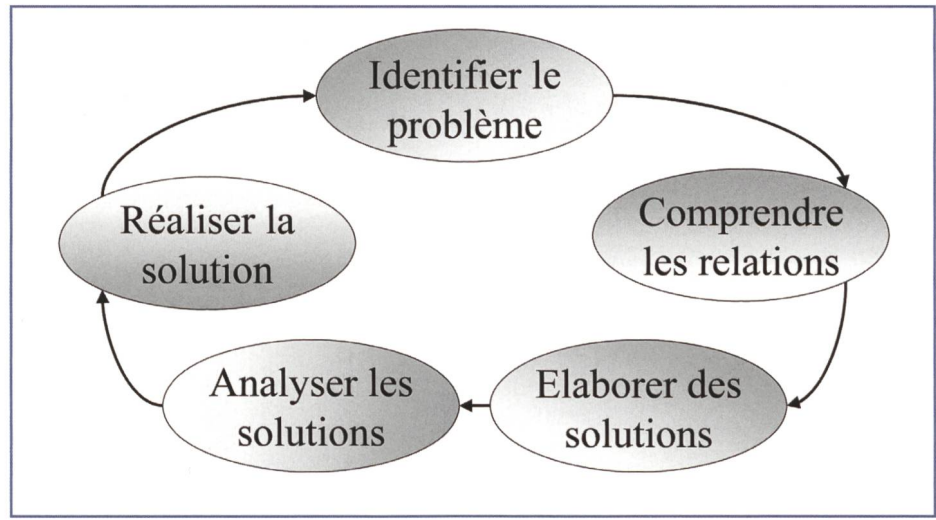 Identifier le
problème
Comprendre
les relations
Elaborer des
solutions
Analyser les
solutions
Réaliser la
solution